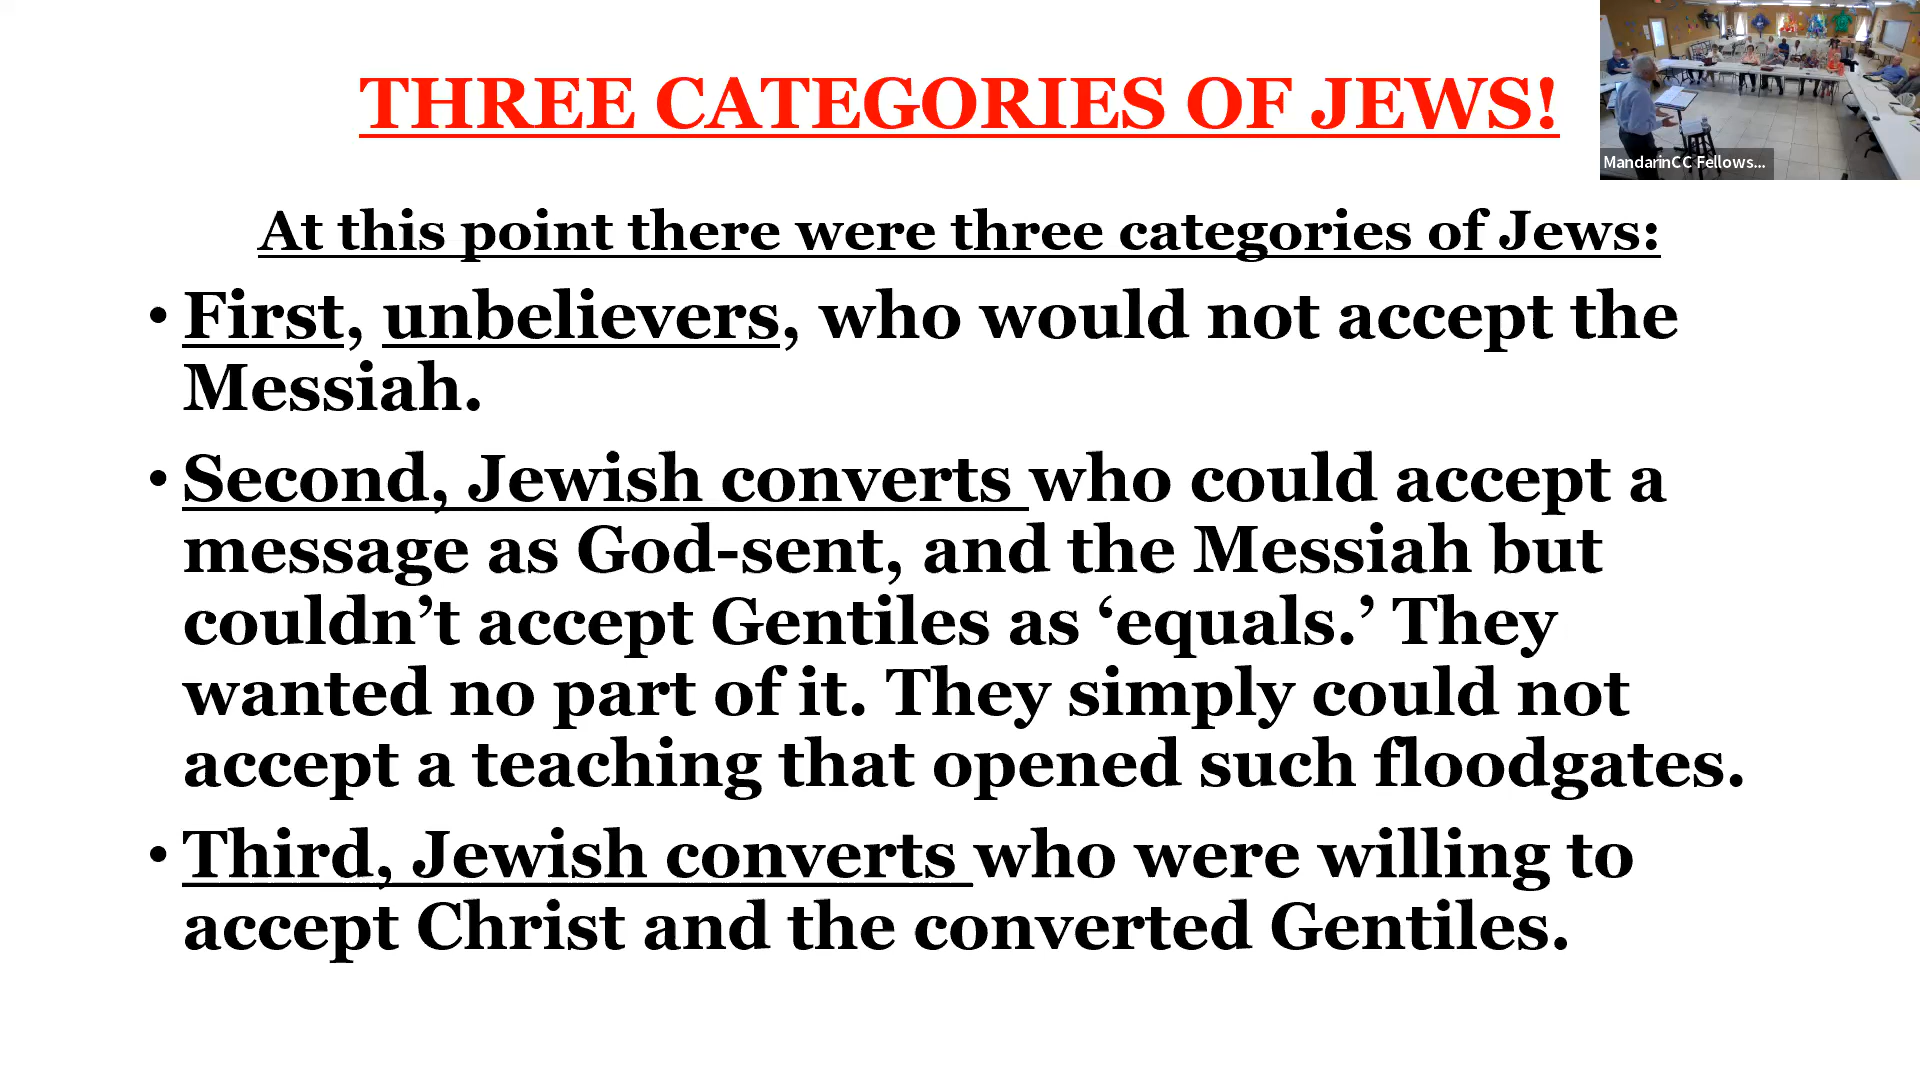 THREE CATEGORIES OF JEWS!
MandarinCC Fellows...
At this point there were three categories of Jews:
• First, unbelievers, who would not accept the
Messiah.
• Second, Jewish converts who could accept a
message as God-sent, and the Messiah but
couldn’t accept Gentiles as ‘equals.’ They
wanted no part of it. They simply could not
accept a teaching that opened such floodgates.
• Third, Jewish converts who were willing to
accept Christ and the converted Gentiles.